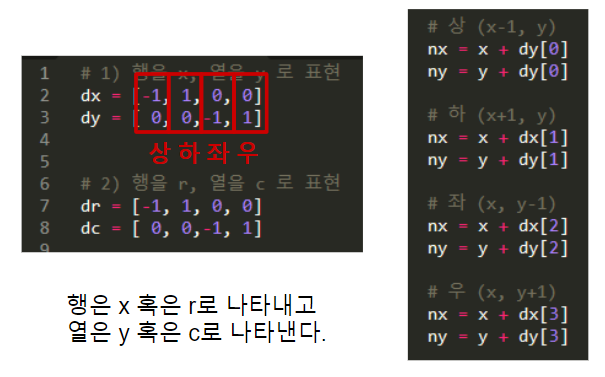 1 # 1) 행을 x, 열을 y 로 표현
2 dx = [-1, 1, 0, 0]
3 dy = [ 0, 0,-1, 1]
4
5
상 하 좌 우
6 # 2) 행을 r, 열을 c 로 표현
7 dr = [-1, 1, 0, 0]
8 dc = [ 0, 0,-1, 1]
9
행은 x 혹은 r로 나타내고
열은 y 혹은 c로 나타낸다.
# 상 (x-1, y)
nx = x + dy[0]
ny = y + dy[0]
# 하 (x+1, y)
nx = x + dx[1]
ny = y + dy[1]
# 좌 (x, y-1)
nx = x + dx[2]
ny = y + dy[2]
# 우 (x, y+1)
nx = x + dx[3]
ny = y + dy[3]